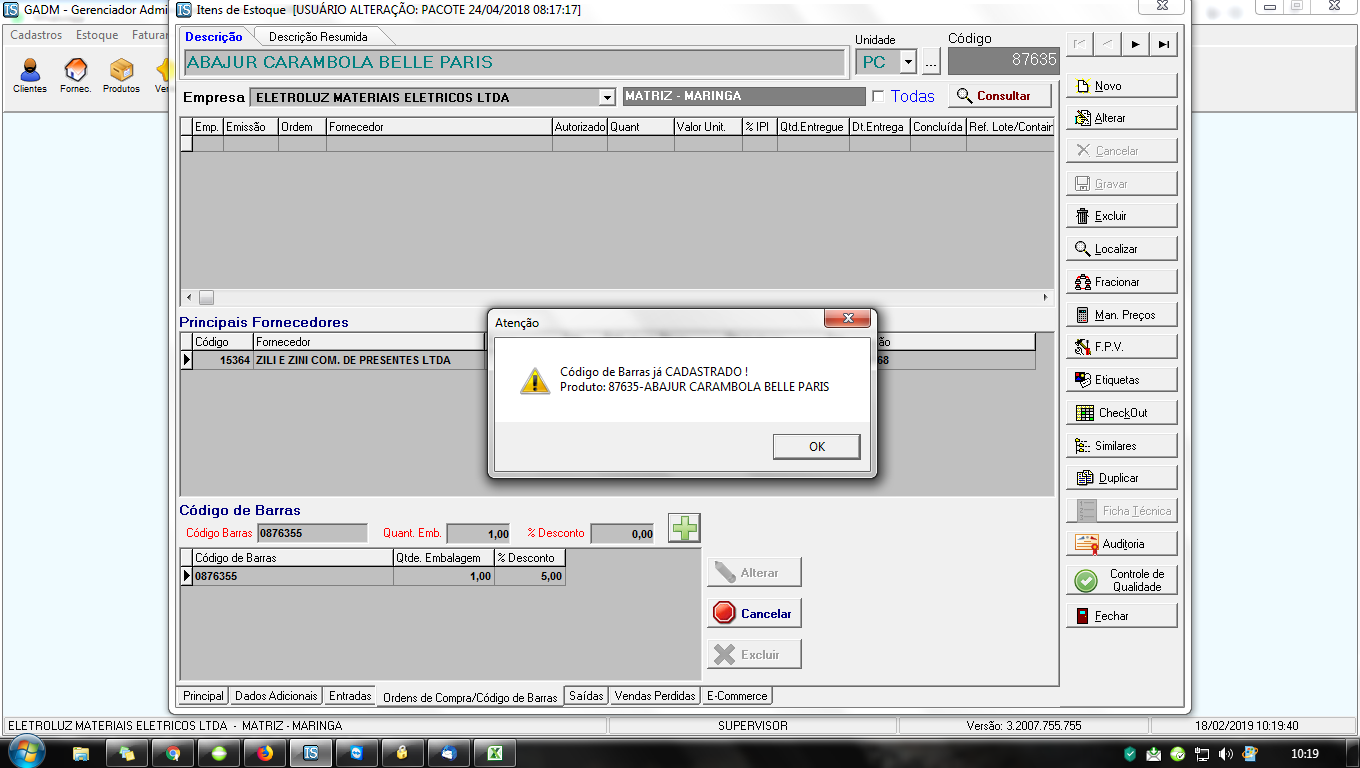 GADM - Gerenciador Admi
Itens de Estoque [USUÁRIO ALTERAÇÃO: PACOTE 24/04/2018 08:17:17]
Cadastros Estoque Faturar
Clientes Fornec. Produtos Ven
Descrição Descrição Resumida
Unidade Código
ABAJUR CARAMBOLA BELLE PARIS PC ... 87635
Empresa ELETROLUZ MATERIAIS ELETRICOS LTDA MATRIZ - MARINGA Todas Consultar
Emp. Emissão Ordem Fornecedor Autorizado Quant Valor Unit. % IPI Qtd.Entregue Dt.Entrega Concluída Ref. Lote/Contain
Principais Fornecedores
Código Fornecedor ão
15364 ZILI E ZINI COM. DE PRESENTES LTDA 68
Atenção
Código de Barras já CADASTRADO !
Produto: 87635-ABAJUR CARAMBOLA BELLE PARIS
OK
Código de Barras
Código Barras 0876355 Quant. Emb. 1,00 % Desconto 0,00
Código de Barras Qtde. Embalagem % Desconto
0876355 1,00 5,00
Alterar
Cancelar
Excluir
Principal Dados Adicionais Entradas Ordens de Compra/Código de Barras Saídas Vendas Perdidas E-Commerce
Novo
Alterar
Cancelar
Gravar
Excluir
Localizar
Fracionar
Man. Preços
F.P.V.
Etiquetas
CheckOut
Similares
Duplicar
Ficha Técnica
Auditoria
Controle de
Qualidade
Fechar
ELETROLUZ MATERIAIS ELETRICOS LTDA - MATRIZ - MARINGA SUPERVISOR Versão: 3.2007.755.755 18/02/2019 10:19:40
10:19